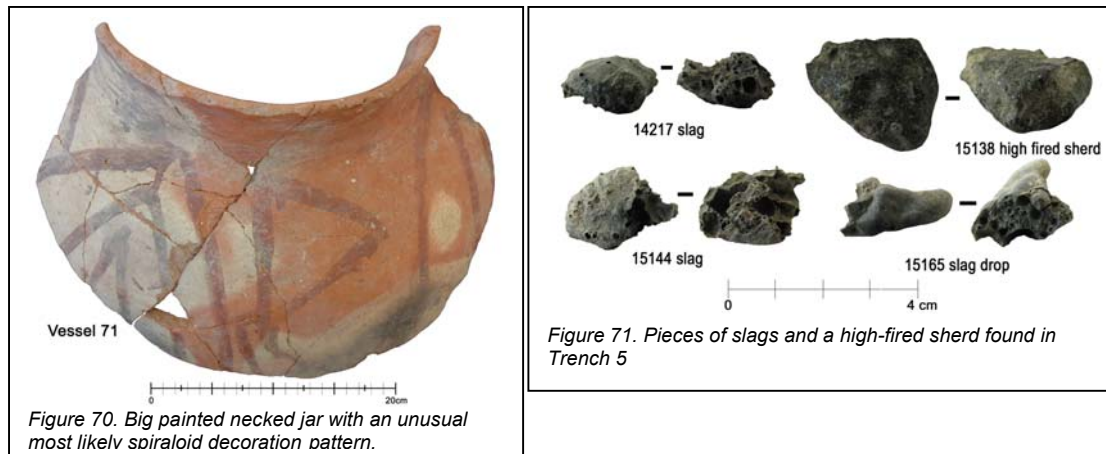 Vessel 71
0 20cm
Figure 70. Big painted necked jar with an unusual
most likely spiraloid decoration pattern.
14217 slag
15138 high fired sherd
15144 slag
15165 slag drop
0 4 cm
Figure 71. Pieces of slags and a high-fired sherd found in
Trench 5